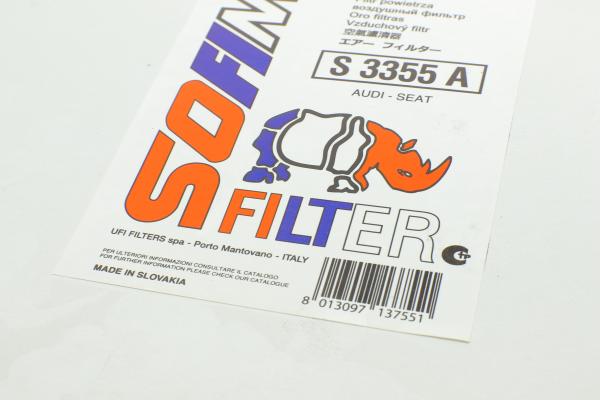 Filtr powietrza
воздушный фильтр
Oro filtras
Vzduchový filtr
空氣濾清器
エアー フィルター
S 3355 A
AUDI - SEAT
SOFIM
FILTER
UFI FILTERS spa - Porto Mantovano - ITALY
PER ULTERIORI INFORMAZIONI CONSULTARE IL CATALOGO
FOR FURTHER INFORMATION PLEASE CHECK OUR CATALOGUE
MADE IN SLOVAKIA
8 013097 137551